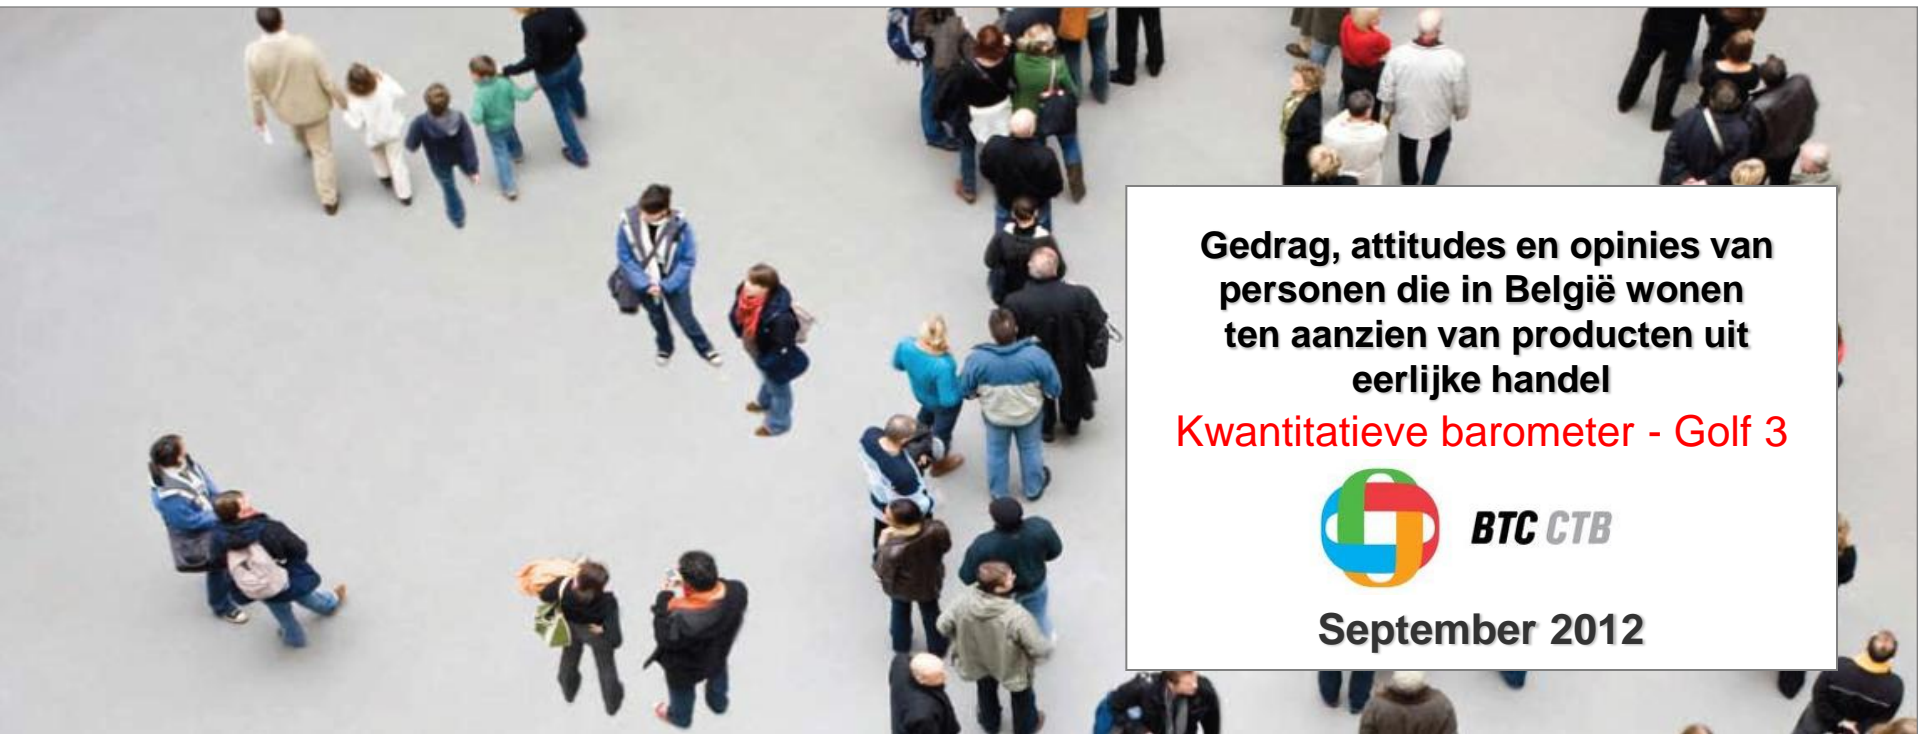 Gedrag, attitudes en opinies van
personen die in België wonen
ten aanzien van producten uit
eerlijke handel
Kwantitatieve barometer - Golf 3
BTC CTB
September 2012